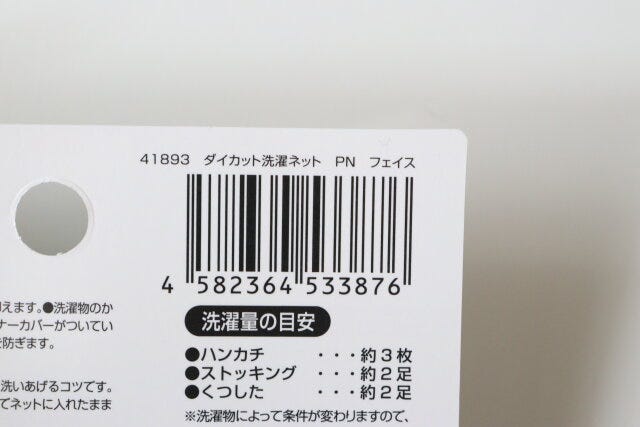 41893 ダイカット洗濯ネット PN フェイス
4 582364 533876
洗濯量の目安
●ハンカチ ・・・約3枚
●ストッキング ・・・約2足
●くつした ・・・約2足
※洗濯物によって条件が変わりますので、
えます。●洗濯物のか
ナーカバーがついてい
を防ぎます。
洗いあげるコツです。
てネットに入れたまま